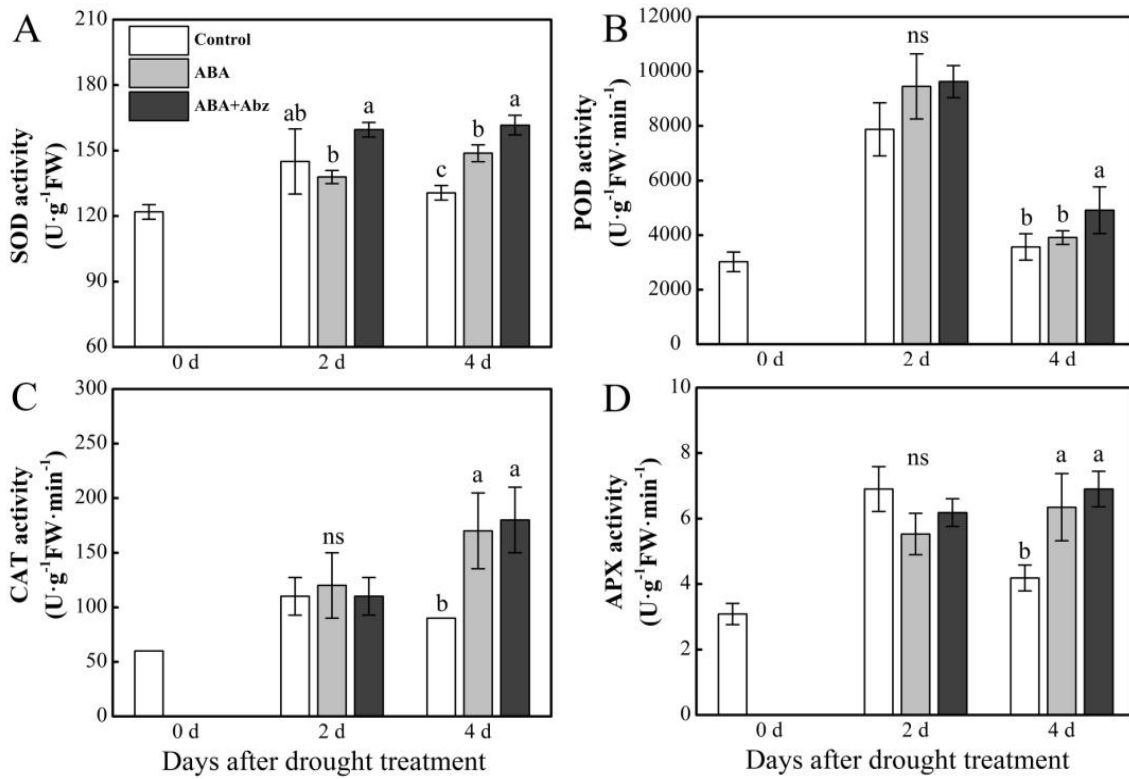 A
SOD activity
(U·g⁻¹FW)
210
180
150
120
90
60
Control
ABA
ABA+Abz
ab
b
a
c
b
a
0 d
2 d
4 d
B
POD activity
(U·g⁻¹FW·min⁻¹)
12000
10000
8000
6000
4000
2000
0
ns
b
b
a
0 d
2 d
4 d
C
CAT activity
(U·g⁻¹FW·min⁻¹)
300
250
200
150
100
50
0
ns
b
a
a
0 d
2 d
4 d
Days after drought treatment
D
APX activity
(U·g⁻¹FW·min⁻¹)
10
8
6
4
2
0
ns
b
a
a
0 d
2 d
4 d
Days after drought treatment